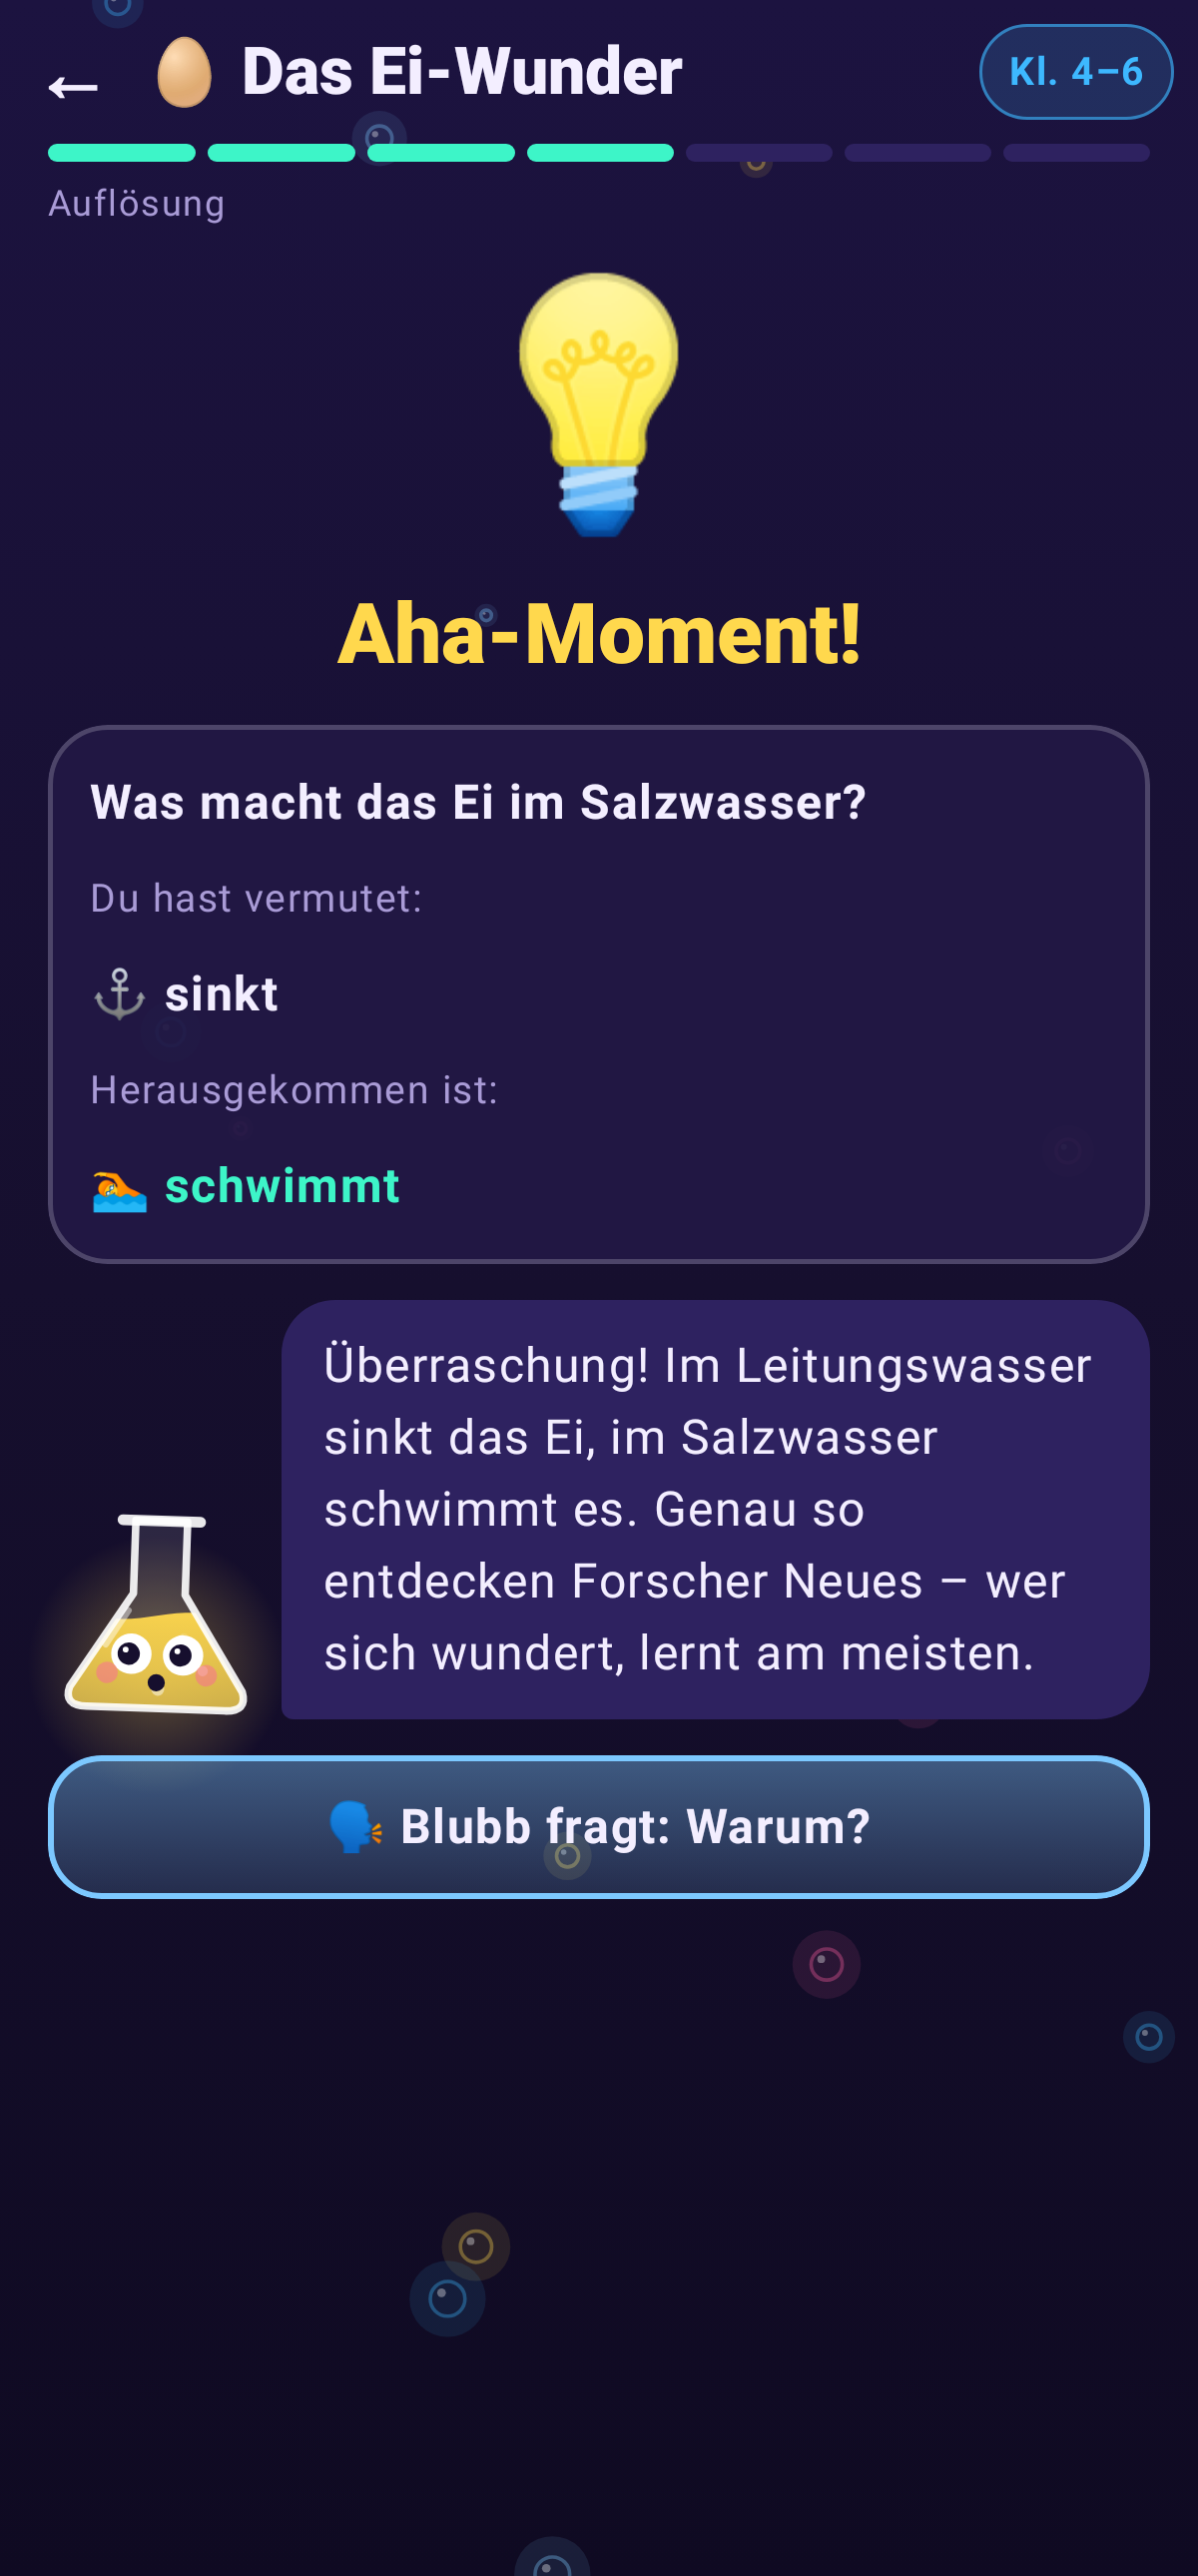 ← Das Ei-Wunder
Kl. 4–6
Auflösung
Aha-Moment!
Was macht das Ei im Salzwasser?
Du hast vermutet:
sinkt
Herausgekommen ist:
schwimmt
Überraschung! Im Leitungswasser
sinkt das Ei, im Salzwasser
schwimmt es. Genau so
entdecken Forscher Neues – wer
sich wundert, lernt am meisten.
Blubb fragt: Warum?